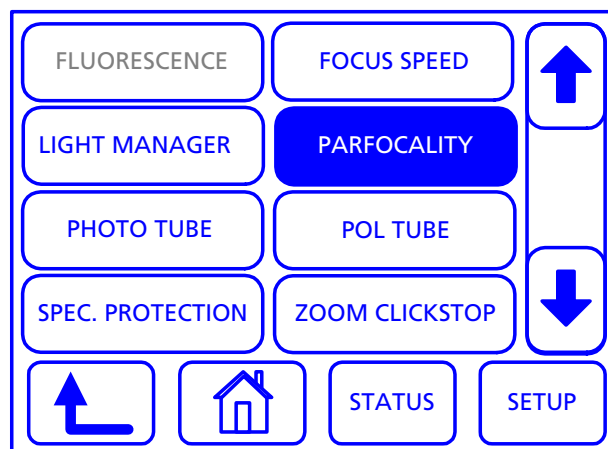 FLUORESCENCE
FOCUS SPEED
LIGHT MANAGER
PARFOCALITY
PHOTO TUBE
POL TUBE
SPEC. PROTECTION
ZOOM CLICKSTOP
STATUS
SETUP